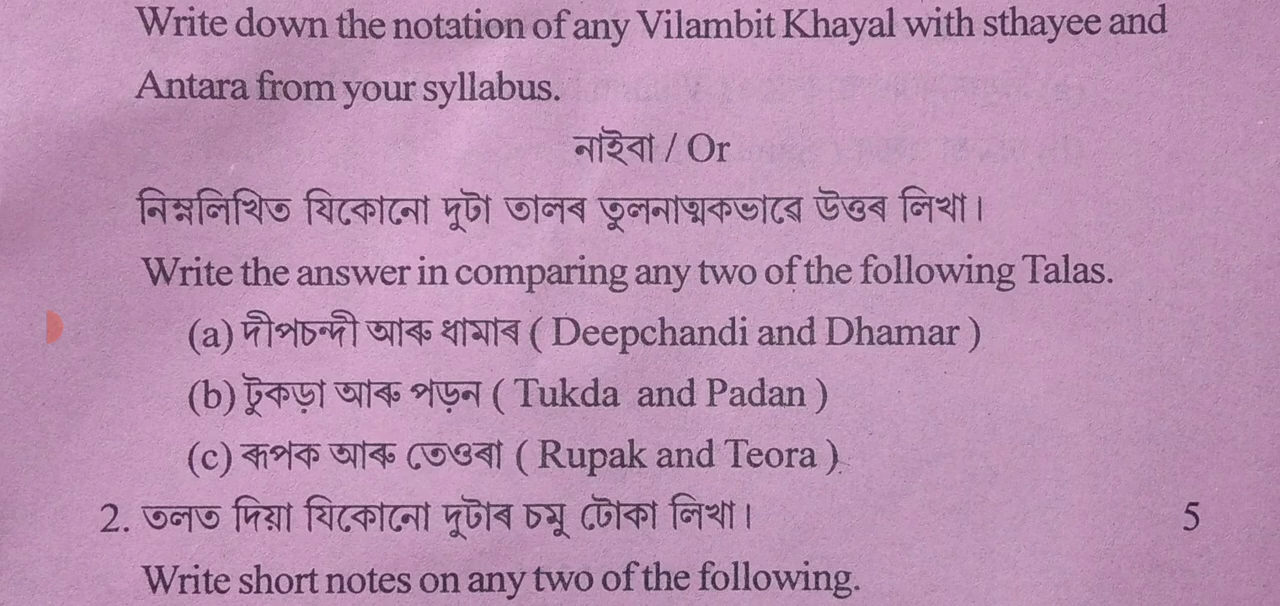 Write down the notation of any Vilambit Khayal with sthayee and
Antara from your syllabus.
নাইবা / Or
নিম্নলিখিত যিকোনো দুটা তালৰ তুলনাত্মকভাৱে উত্তৰ লিখা।
Write the answer in comparing any two of the following Talas.
(a) দীপচন্দী আৰু ধামাৰ ( Deepchandi and Dhamar )
(b) টুকড়া আৰু পড়ন ( Tukda and Padan )
(c) ৰূপক আৰু তেওৰা ( Rupak and Teora )
2. তলত দিয়া যিকোনো দুটাৰ চমু টোকা লিখা। 5
Write short notes on any two of the following.